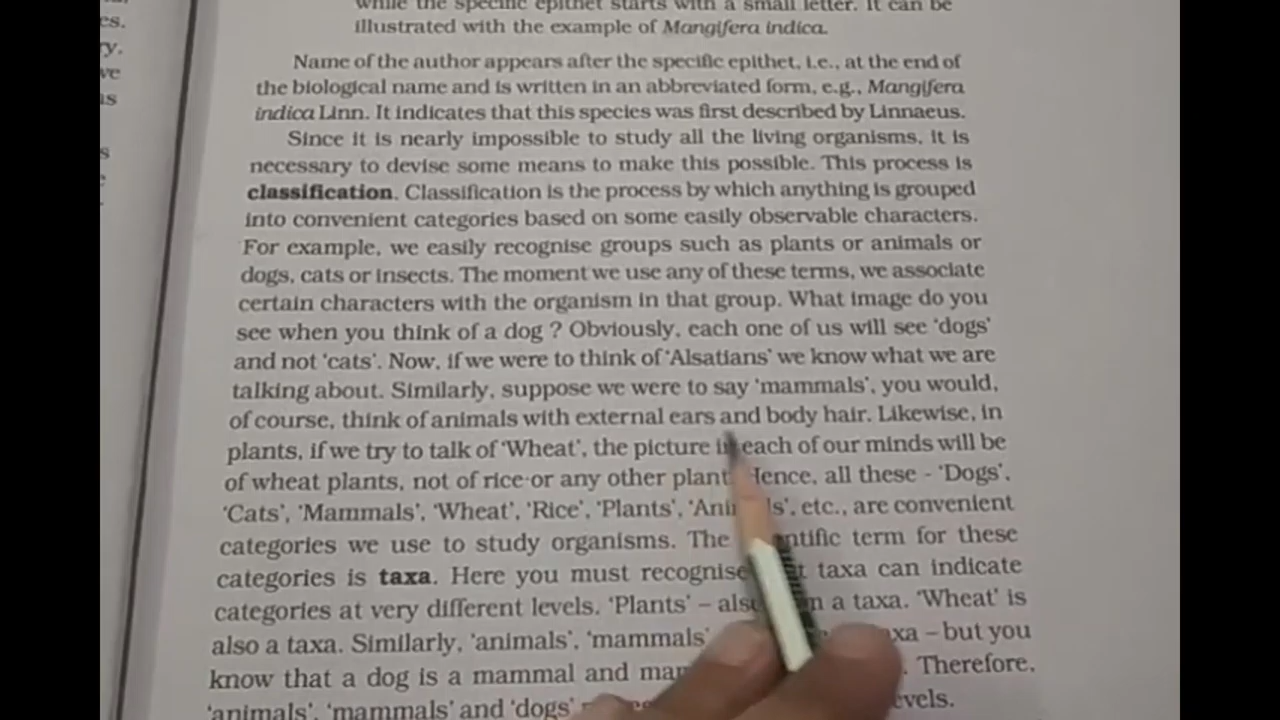 es.
ry.
ve
as
s
while the specific epithet starts with a small letter. It can be
illustrated with the example of Mangifera indica.
Name of the author appears after the specific epithet, i.e., at the end of
the biological name and is written in an abbreviated form, e.g., Mangifera
indica Linn. It indicates that this species was first described by Linnaeus.
Since it is nearly impossible to study all the living organisms, it is
necessary to devise some means to make this possible. This process is
classification. Classification is the process by which anything is grouped
into convenient categories based on some easily observable characters.
For example, we easily recognise groups such as plants or animals or
dogs, cats or insects. The moment we use any of these terms, we associate
certain characters with the organism in that group. What image do you
see when you think of a dog ? Obviously, each one of us will see ‘dogs’
and not ‘cats’. Now, if we were to think of ‘Alsatians’ we know what we are
talking about. Similarly, suppose we were to say ‘mammals’, you would,
of course, think of animals with external ears and body hair. Likewise, in
plants, if we try to talk of ‘Wheat’, the picture in each of our minds will be
of wheat plants, not of rice or any other plant. Hence, all these - ‘Dogs’,
‘Cats’, ‘Mammals’, ‘Wheat’, ‘Rice’, ‘Plants’, ‘Animals’, etc., are convenient
categories we use to study organisms. The scientific term for these
categories is taxa. Here you must recognise that taxa can indicate
categories at very different levels. ‘Plants’ – also form a taxa. ‘Wheat’ is
also a taxa. Similarly, ‘animals’, ‘mammals’ taxa – but you
know that a dog is a mammal and Therefore,
‘animals’, ‘mammals’ and ‘dogs’ levels.